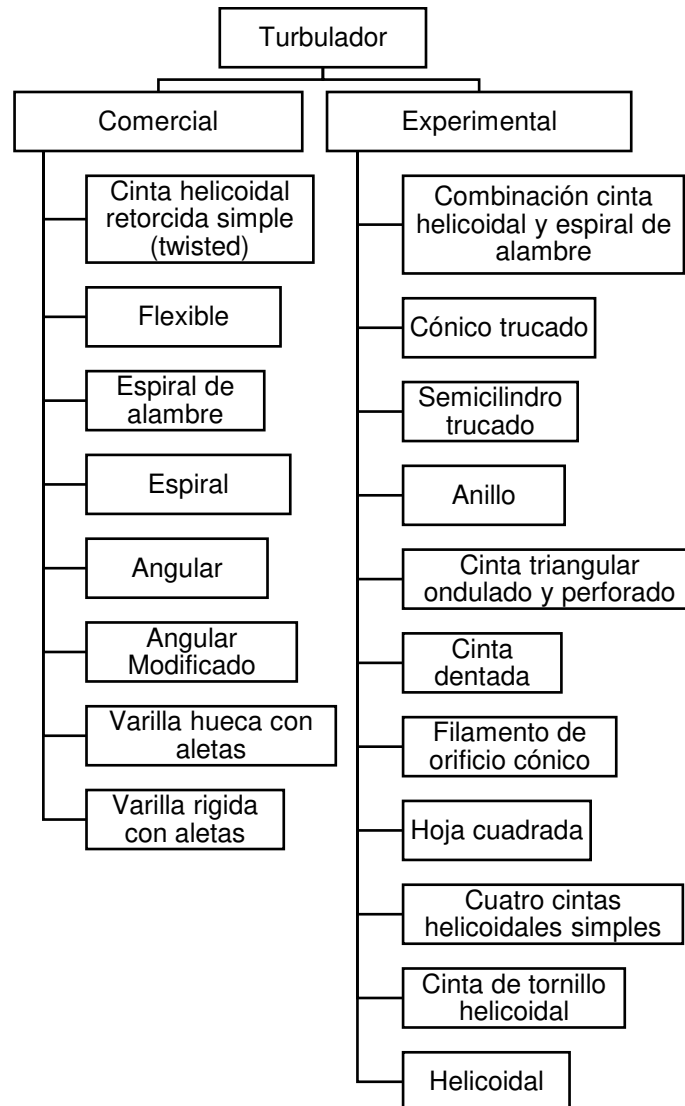 Turbulador
Comercial
Cinta helicoidal
retorcida simple
(twisted)
Flexible
Espiral de
alambre
Espiral
Angular
Angular
Modificado
Varilla hueca con
aletas
Varilla rigida
con aletas
Experimental
Combinación cinta
helicoidal y espiral de
alambre
Cónico trucado
Semicilindro
trucado
Anillo
Cinta triangular
ondulado y perforado
Cinta
dentada
Filamento de
orificio cónico
Hoja cuadrada
Cuatro cintas
helicoidales simples
Cinta de tornillo
helicoidal
Helicoidal